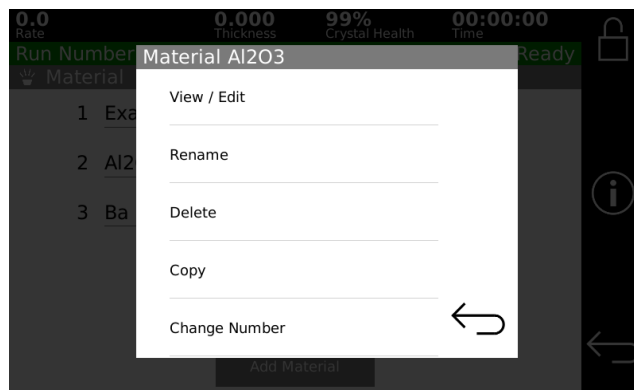 0.0 0.000 99% 00:00:00
Rate Thickness Crystal Health Time
Run Number Ready
Material
Material Al2O3
View / Edit
1 Exa
Rename
2 Al2
Delete
3 Ba
Copy
Change Number
Add Material